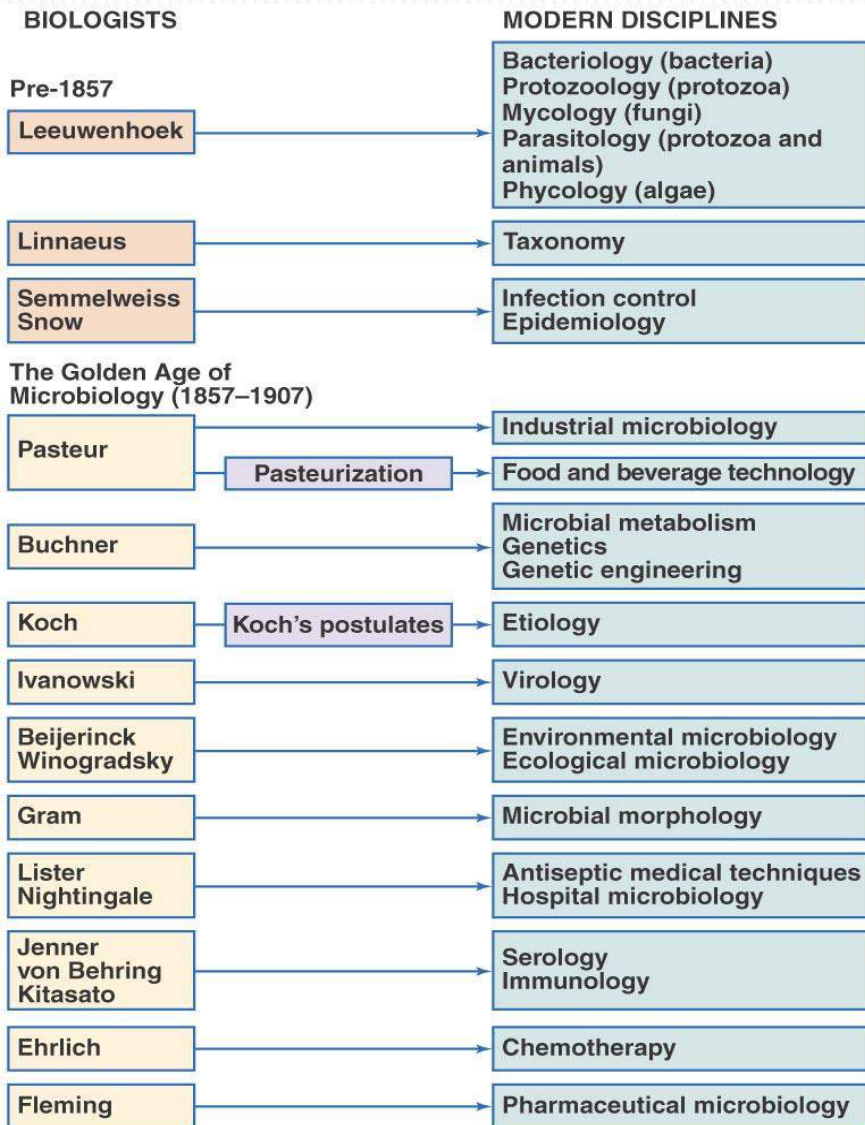 BIOLOGISTS
MODERN DISCIPLINES
Pre-1857
Leeuwenhoek
Bacteriology (bacteria)
Protozoology (protozoa)
Mycology (fungi)
Parasitology (protozoa and
animals)
Phycology (algae)
Linnaeus
Taxonomy
Semmelweiss
Snow
Infection control
Epidemiology
The Golden Age of
Microbiology (1857–1907)
Pasteur
Industrial microbiology
Pasteurization
Food and beverage technology
Buchner
Microbial metabolism
Genetics
Genetic engineering
Koch
Koch's postulates
Etiology
Ivanowski
Virology
Beijerinck
Winogradsky
Environmental microbiology
Ecological microbiology
Gram
Microbial morphology
Lister
Nightingale
Antiseptic medical techniques
Hospital microbiology
Jenner
von Behring
Kitasato
Serology
Immunology
Ehrlich
Chemotherapy
Fleming
Pharmaceutical microbiology